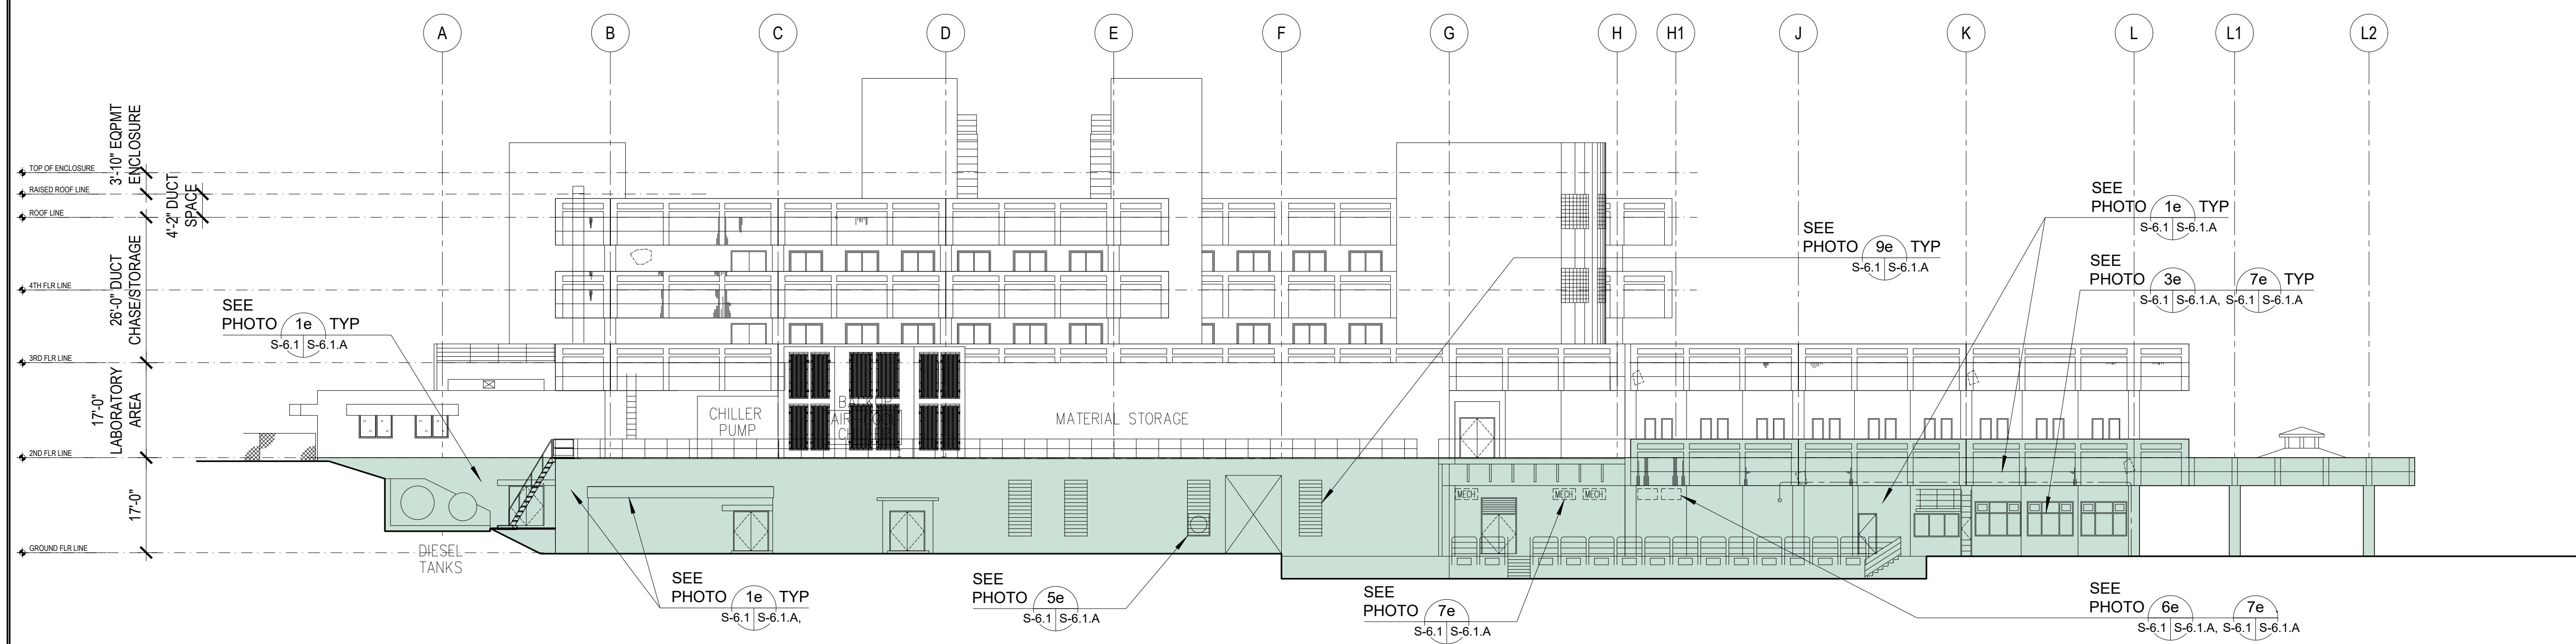 A
B
C
D
E
F
G
H
H1
J
K
L
L1
L2
3'-10" EQPMT
ENCLOSURE
4'-2" DUCT
SPACE
26'-0" DUCT
CHASE/STORAGE
17'-0"
LABORATORY
AREA
17'-0"
TOP OF ENCLOSURE
RAISED ROOF LINE
ROOF LINE
4TH FLR LINE
3RD FLR LINE
2ND FLR LINE
GROUND FLR LINE
SEE
PHOTO 1e TYP
S-6.1 S-6.1.A
SEE
PHOTO 9e TYP
S-6.1 S-6.1.A
SEE
PHOTO 1e TYP
S-6.1 S-6.1.A
SEE
PHOTO 3e 7e TYP
S-6.1 S-6.1.A, S-6.1 S-6.1.A
CHILLER
PUMP
BACKUP
MATERIAL STORAGE
MECH
MECH
MECH
DIESEL
TANKS
SEE
PHOTO 1e TYP
S-6.1 S-6.1.A,
SEE
PHOTO 5e
S-6.1 S-6.1.A
SEE
PHOTO 7e
S-6.1 S-6.1.A
SEE
PHOTO 6e 7e
S-6.1 S-6.1.A, S-6.1 S-6.1.A